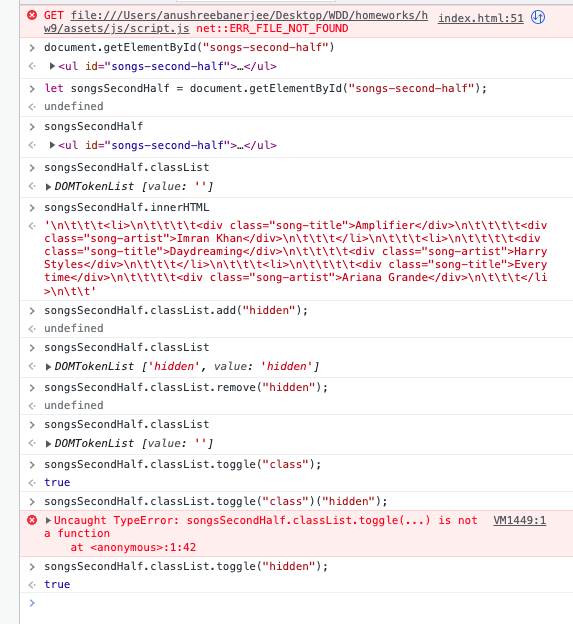 GET file:///Users/anushreebanerjee/Desktop/WDD/homeworks/h index.html:51
w9/assets/js/script.js net::ERR_FILE_NOT_FOUND
document.getElementById("songs-second-half")
<ul id="songs-second-half">…</ul>
let songsSecondHalf = document.getElementById("songs-second-half");
undefined
songsSecondHalf
<ul id="songs-second-half">…</ul>
songsSecondHalf.classList
DOMTokenList [value: '']
songsSecondHalf.innerHTML
'\n\t\t\t<li>\n\t\t\t\t<div class="song-title">Amplifier</div>\n\t\t\t\t<div
class="song-artist">Imran Khan</div>\n\t\t\t</li>\n\t\t\t<li>\n\t\t\t\t<div
class="song-title">Daydreaming</div>\n\t\t\t\t<div class="song-artist">Harry
Styles</div>\n\t\t\t</li>\n\t\t\t<li>\n\t\t\t\t<div class="song-title">Every
time</div>\n\t\t\t\t<div class="song-artist">Ariana Grande</div>\n\t\t\t</li
>\n\t\t'
songsSecondHalf.classList.add("hidden");
undefined
songsSecondHalf.classList
DOMTokenList ['hidden', value: 'hidden']
songsSecondHalf.classList.remove("hidden");
undefined
songsSecondHalf.classList
DOMTokenList [value: '']
songsSecondHalf.classList.toggle("class");
true
songsSecondHalf.classList.toggle("class")("hidden");
Uncaught TypeError: songsSecondHalf.classList.toggle(...) is not VM1449:1
a function
at <anonymous>:1:42
songsSecondHalf.classList.toggle("hidden");
true